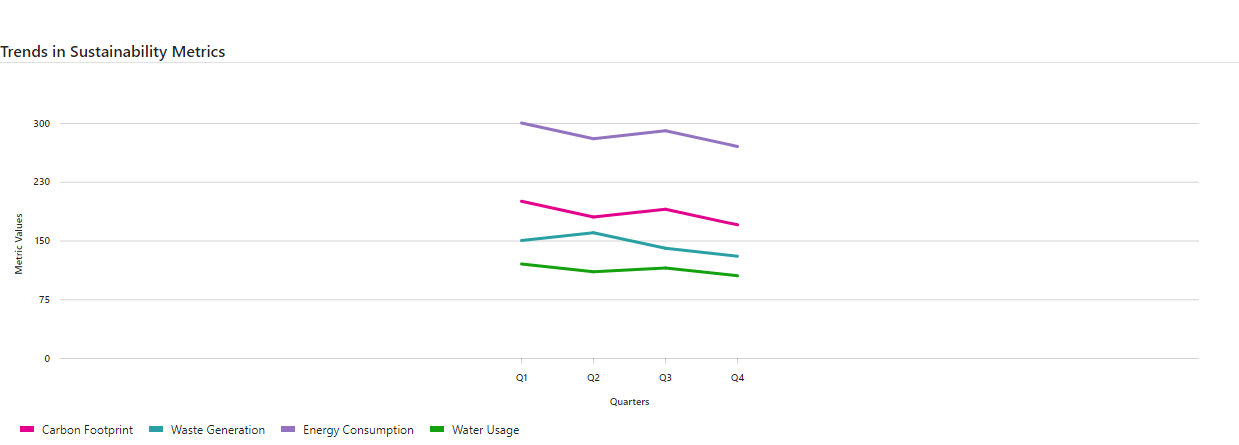 Trends in Sustainability Metrics
300
230
150
75
0
Metric Values
Q1 Q2 Q3 Q4
Quarters
Carbon Footprint Waste Generation Energy Consumption Water Usage